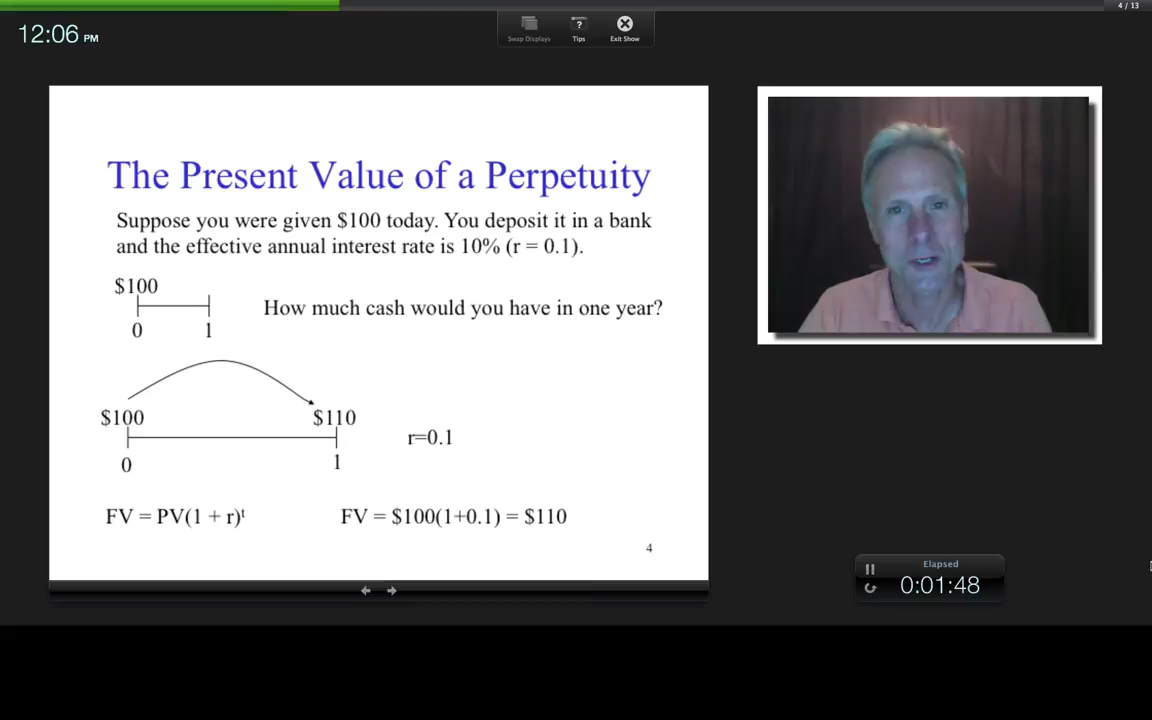 4 / 13
12:06 PM
Swap Displays
Tips
Exit Show
The Present Value of a Perpetuity
Suppose you were given $100 today. You deposit it in a bank
and the effective annual interest rate is 10% (r = 0.1).
$100
How much cash would you have in one year?
0 1
$100 $110
r=0.1
0 1
FV = PV(1 + r)ᵗ FV = $100(1+0.1) = $110
4
Elapsed
0:01:48